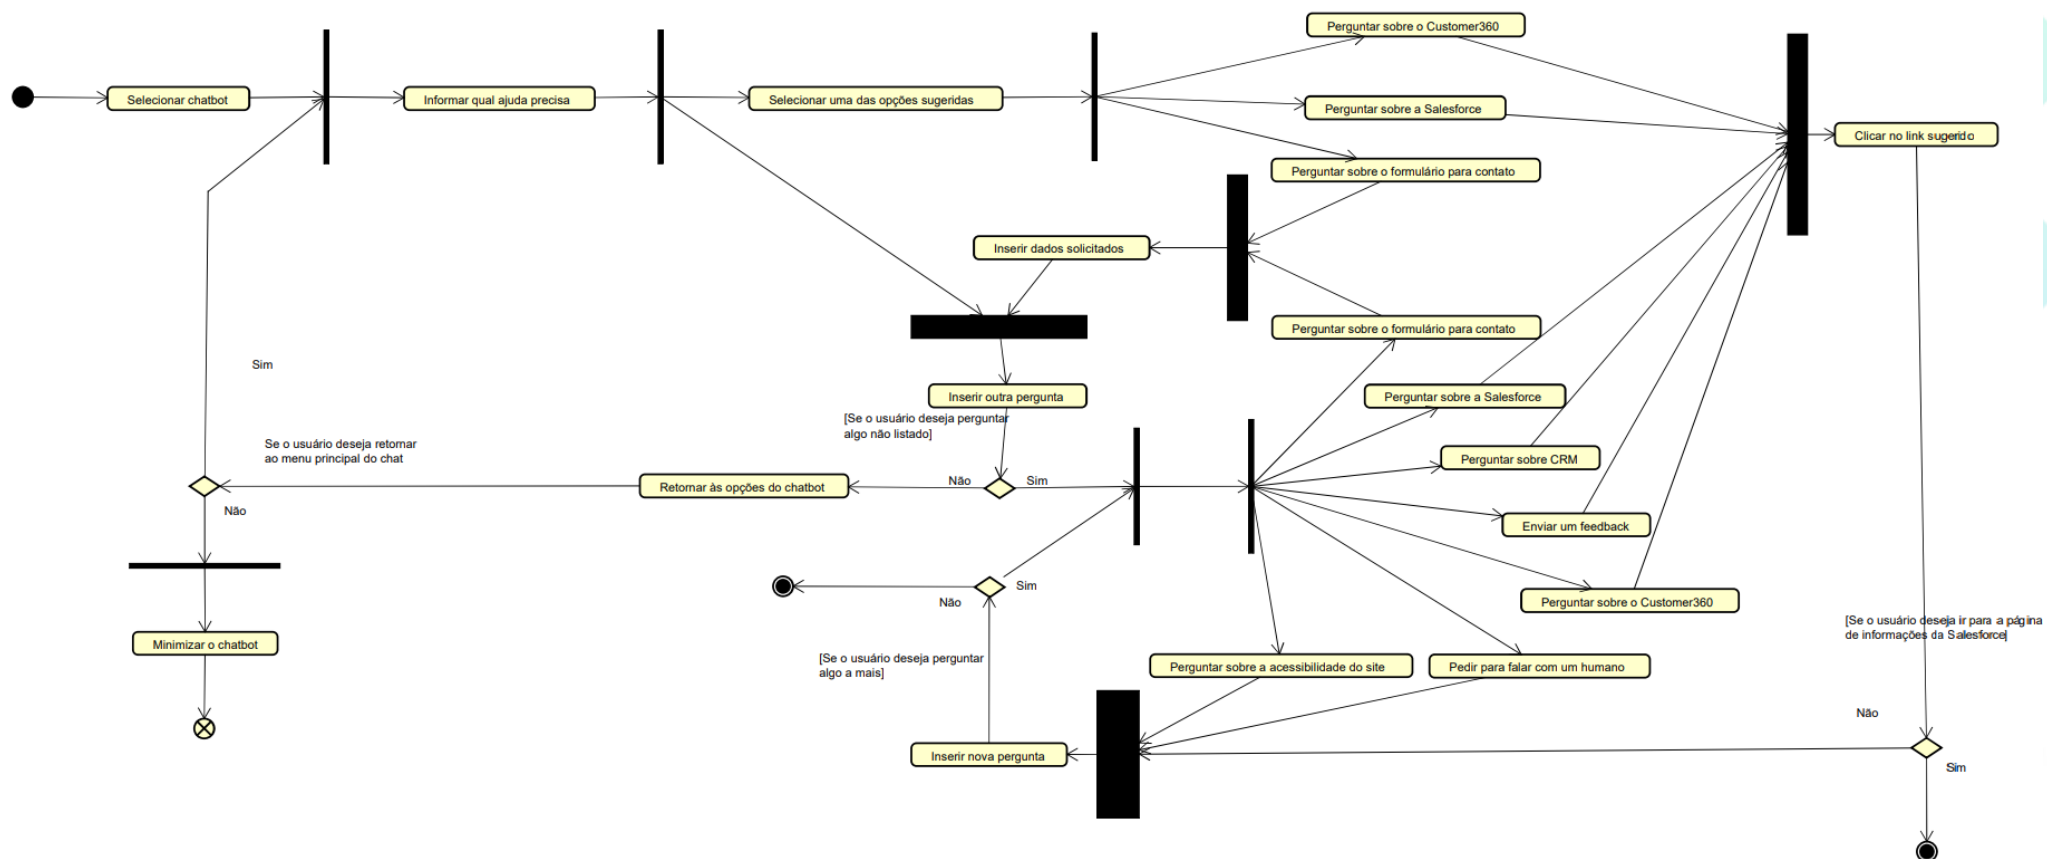 Perguntar sobre o Customer360
Selecionar chatbot
Informar qual ajuda precisa
Selecionar uma das opções sugeridas
Perguntar sobre a Salesforce
Clicar no link sugerido
Perguntar sobre o formulário para contato
Inserir dados solicitados
Perguntar sobre o formulário para contato
Sim
Inserir outra pergunta
Perguntar sobre a Salesforce
[Se o usuário deseja perguntar
algo não listado]
Se o usuário deseja retornar
ao menu principal do chat
Perguntar sobre CRM
Retornar às opções do chatbot
Não
Sim
Não
Enviar um feedback
Sim
Não
Perguntar sobre o Customer360
[Se o usuário deseja ir para a página
de informações da Salesforce]
Minimizar o chatbot
[Se o usuário deseja perguntar
algo a mais]
Perguntar sobre a acessibilidade do site
Pedir para falar com um humano
Não
Inserir nova pergunta
Sim